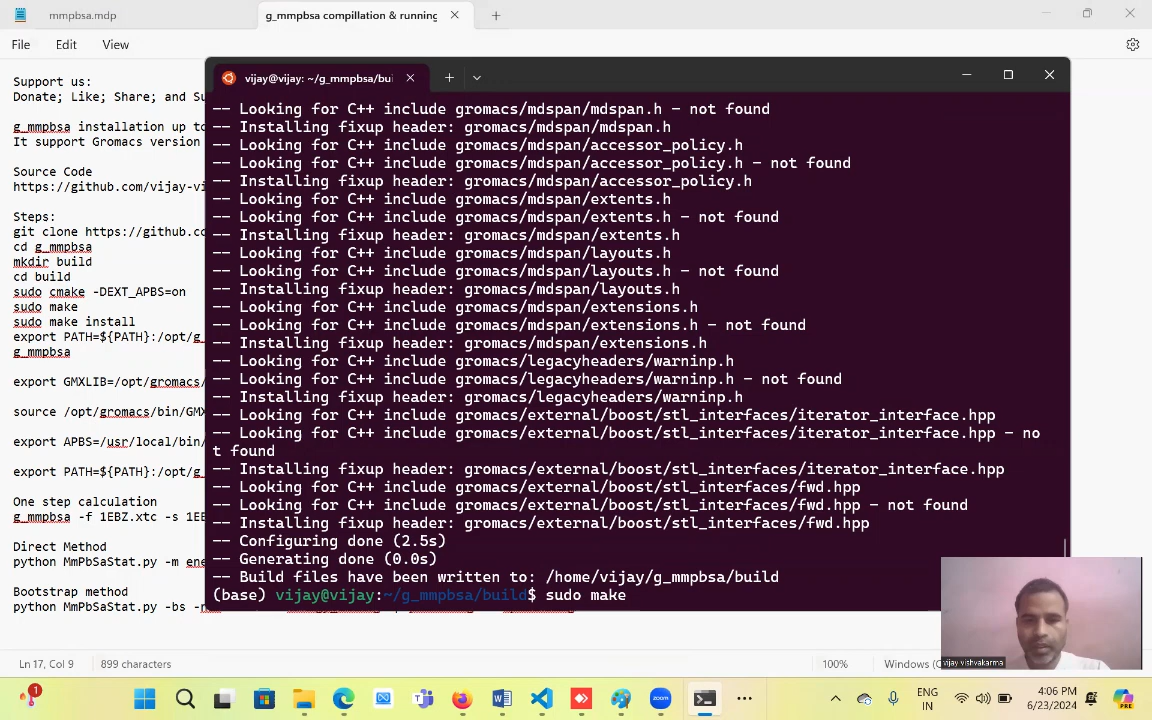 mmpbsa.mdp
g_mmpbsa compillation & running
File Edit View
Support us:
Donate; Like; Share; and Su
g_mmpbsa installation up to
It support Gromacs version
Source Code
https://github.com/vijay-vi
Steps:
git clone https://github.co
cd g_mmpbsa
mkdir build
cd build
sudo cmake -DEXT_APBS=on
sudo make
sudo make install
export PATH=${PATH}:/opt/g_
g_mmpbsa
export GMXLIB=/opt/gromacs/
source /opt/gromacs/bin/GMX
export APBS=/usr/local/bin/
export PATH=${PATH}:/opt/g_
One step calculation
g_mmpbsa -f 1EBZ.xtc -s 1EB
Direct Method
python MmPbSaStat.py -m ene
Bootstrap method
python MmPbSaStat.py -bs -n
vijay@vijay: ~/g_mmpbsa/bui
-- Looking for C++ include gromacs/mdspan/mdspan.h - not found
-- Installing fixup header: gromacs/mdspan/mdspan.h
-- Looking for C++ include gromacs/mdspan/accessor_policy.h
-- Looking for C++ include gromacs/mdspan/accessor_policy.h - not found
-- Installing fixup header: gromacs/mdspan/accessor_policy.h
-- Looking for C++ include gromacs/mdspan/extents.h
-- Looking for C++ include gromacs/mdspan/extents.h - not found
-- Installing fixup header: gromacs/mdspan/extents.h
-- Looking for C++ include gromacs/mdspan/layouts.h
-- Looking for C++ include gromacs/mdspan/layouts.h - not found
-- Installing fixup header: gromacs/mdspan/layouts.h
-- Looking for C++ include gromacs/mdspan/extensions.h
-- Looking for C++ include gromacs/mdspan/extensions.h - not found
-- Installing fixup header: gromacs/mdspan/extensions.h
-- Looking for C++ include gromacs/legacyheaders/warninp.h
-- Looking for C++ include gromacs/legacyheaders/warninp.h - not found
-- Installing fixup header: gromacs/legacyheaders/warninp.h
-- Looking for C++ include gromacs/external/boost/stl_interfaces/iterator_interface.hpp
-- Looking for C++ include gromacs/external/boost/stl_interfaces/iterator_interface.hpp - no
t found
-- Installing fixup header: gromacs/external/boost/stl_interfaces/iterator_interface.hpp
-- Looking for C++ include gromacs/external/boost/stl_interfaces/fwd.hpp
-- Looking for C++ include gromacs/external/boost/stl_interfaces/fwd.hpp - not found
-- Installing fixup header: gromacs/external/boost/stl_interfaces/fwd.hpp
-- Configuring done (2.5s)
-- Generating done (0.0s)
-- Build files have been written to: /home/vijay/g_mmpbsa/build
(base) vijay@vijay:~/g_mmpbsa/build$ sudo make
vijay vishvakarma
Ln 17, Col 9 899 characters 100% Windows (C
1
zoom
ENG
IN
4:06 PM
6/23/2024
PRE